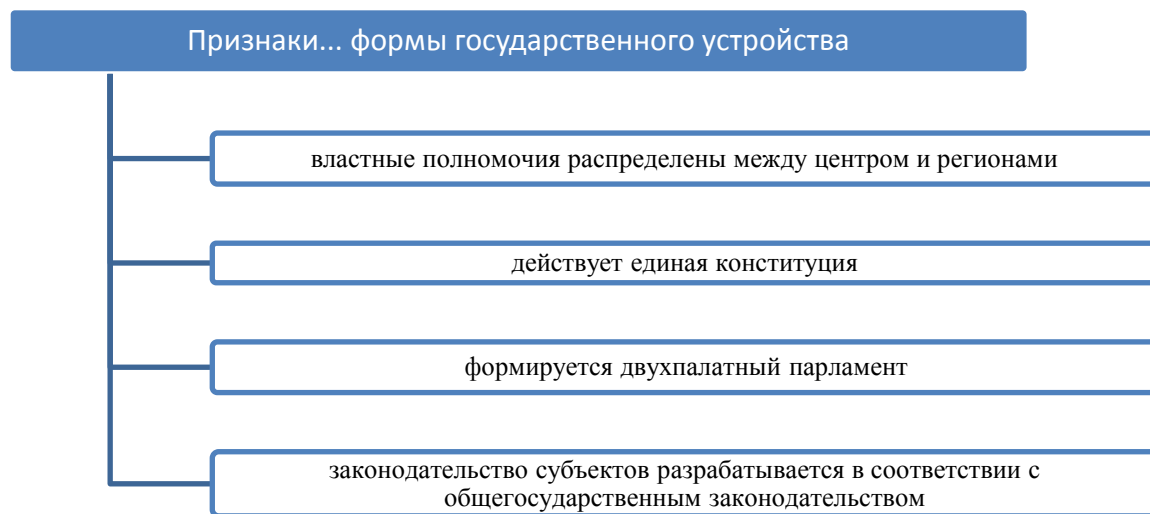 Признаки... формы государственного устройства
властные полномочия распределены между центром и регионами
действует единая конституция
формируется двухпалатный парламент
законодательство субъектов разрабатывается в соответствии с
общегосударственным законодательством